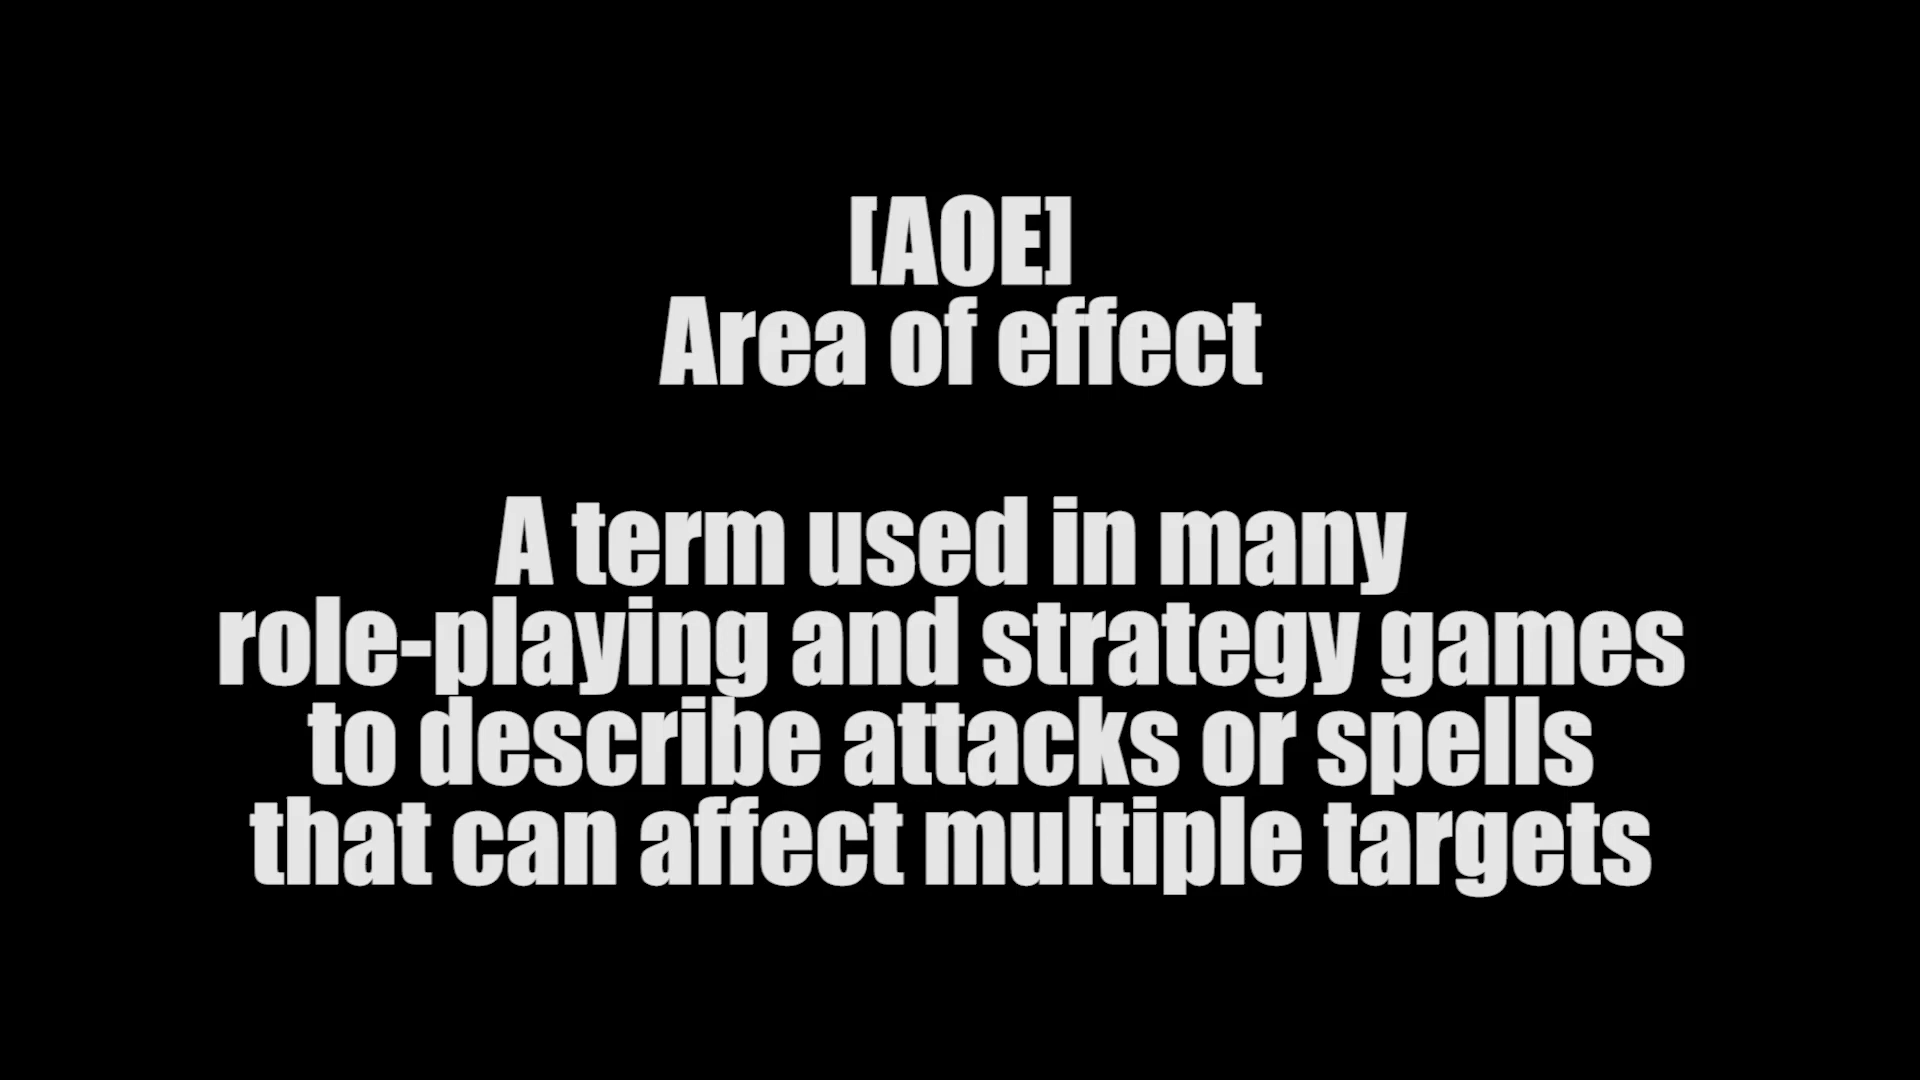 [AOE]
Area of effect
A term used in many
role-playing and strategy games
to describe attacks or spells
that can affect multiple targets